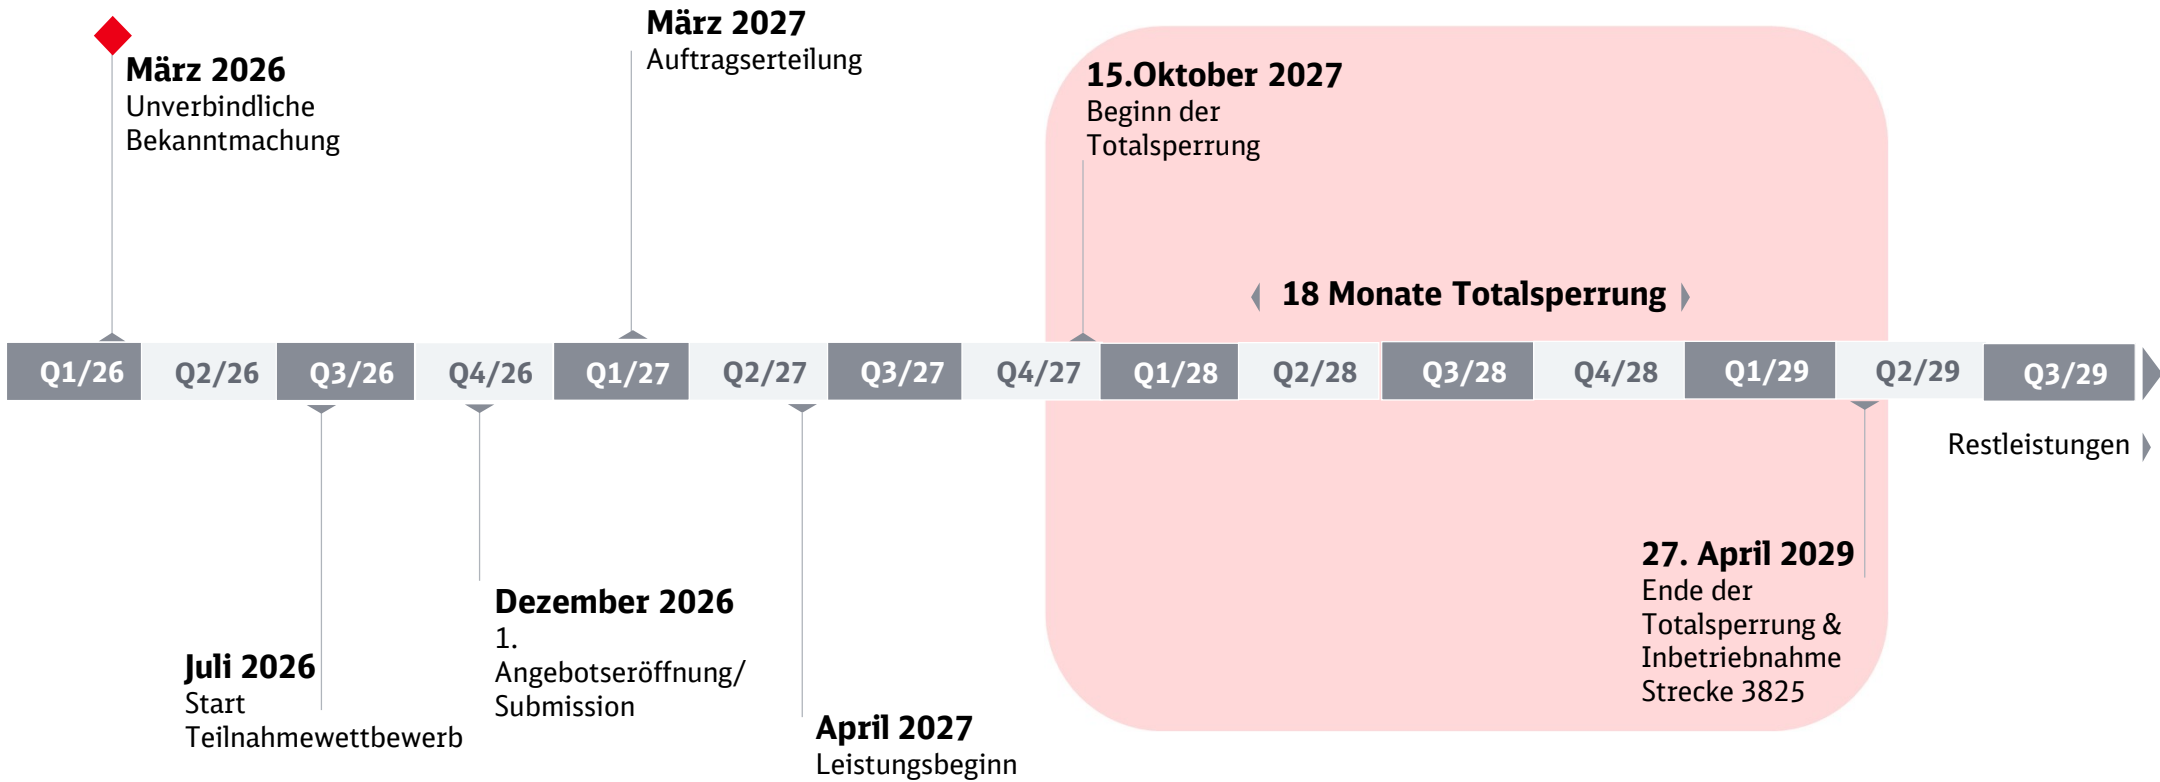 März 2026
Unverbindliche
Bekanntmachung
März 2027
Auftragserteilung
15.Oktober 2027
Beginn der
Totalsperrung
18 Monate Totalsperrung
Q1/26
Q2/26
Q3/26
Q4/26
Q1/27
Q2/27
Q3/27
Q4/27
Q1/28
Q2/28
Q3/28
Q4/28
Q1/29
Q2/29
Q3/29
Restleistungen
Juli 2026
Start
Teilnahmewettbewerb
Dezember 2026
1.
Angebotseröffnung/
Submission
April 2027
Leistungsbeginn
27. April 2029
Ende der
Totalsperrung &
Inbetriebnahme
Strecke 3825